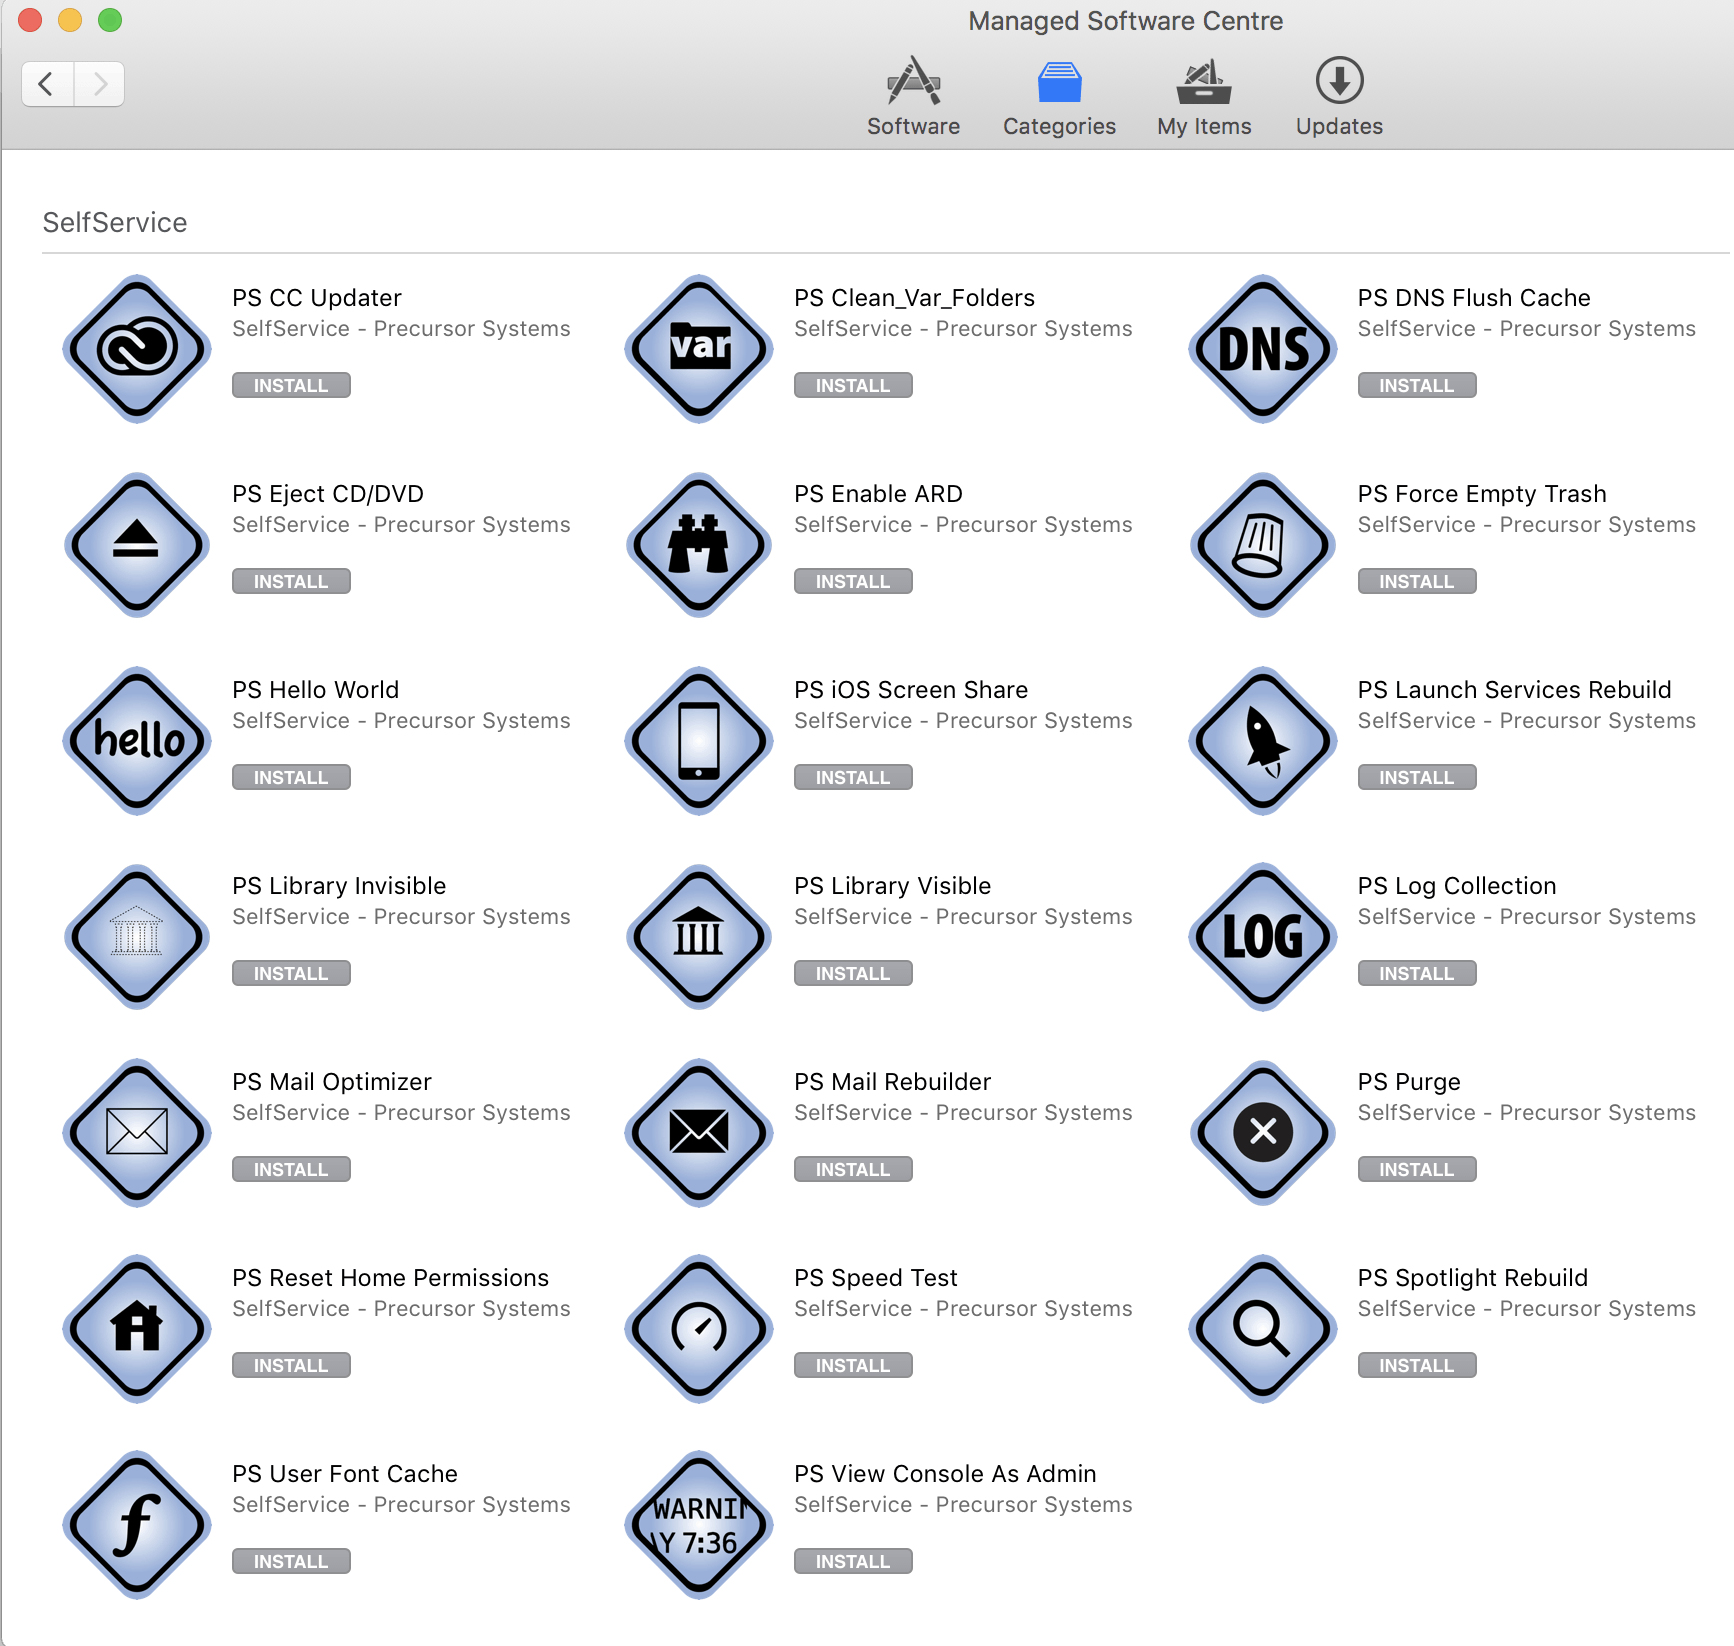 Managed Software Centre
Software
Categories
My Items
Updates
SelfService
PS CC Updater
SelfService - Precursor Systems
INSTALL
var
PS Clean_Var_Folders
SelfService - Precursor Systems
INSTALL
DNS
PS DNS Flush Cache
SelfService - Precursor Systems
INSTALL
PS Eject CD/DVD
SelfService - Precursor Systems
INSTALL
PS Enable ARD
SelfService - Precursor Systems
INSTALL
PS Force Empty Trash
SelfService - Precursor Systems
INSTALL
hello
PS Hello World
SelfService - Precursor Systems
INSTALL
PS iOS Screen Share
SelfService - Precursor Systems
INSTALL
PS Launch Services Rebuild
SelfService - Precursor Systems
INSTALL
PS Library Invisible
SelfService - Precursor Systems
INSTALL
PS Library Visible
SelfService - Precursor Systems
INSTALL
LOG
PS Log Collection
SelfService - Precursor Systems
INSTALL
PS Mail Optimizer
SelfService - Precursor Systems
INSTALL
PS Mail Rebuilder
SelfService - Precursor Systems
INSTALL
PS Purge
SelfService - Precursor Systems
INSTALL
PS Reset Home Permissions
SelfService - Precursor Systems
INSTALL
PS Speed Test
SelfService - Precursor Systems
INSTALL
PS Spotlight Rebuild
SelfService - Precursor Systems
INSTALL
f
PS User Font Cache
SelfService - Precursor Systems
INSTALL
WARNIN
AY 7:36
PS View Console As Admin
SelfService - Precursor Systems
INSTALL